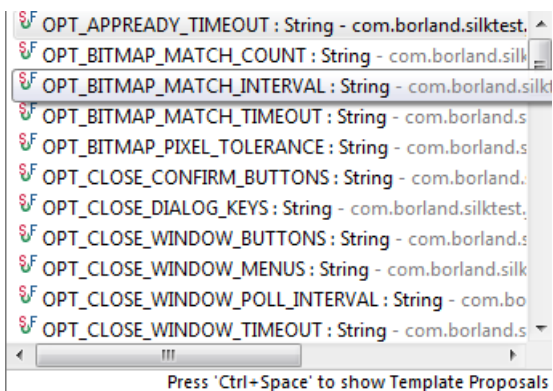 OPT_APPREADY_TIMEOUT : String - com.borland.silktest.
OPT_BITMAP_MATCH_COUNT : String - com.borland.silk
OPT_BITMAP_MATCH_INTERVAL : String - com.borland.silkt
OPT_BITMAP_MATCH_TIMEOUT : String - com.borland.s
OPT_BITMAP_PIXEL_TOLERANCE : String - com.borland.s
OPT_CLOSE_CONFIRM_BUTTONS : String - com.borland.
OPT_CLOSE_DIALOG_KEYS : String - com.borland.silktest.
OPT_CLOSE_WINDOW_BUTTONS : String - com.borland.s
OPT_CLOSE_WINDOW_MENUS : String - com.borland.silk
OPT_CLOSE_WINDOW_POLL_INTERVAL : String - com.bo
OPT_CLOSE_WINDOW_TIMEOUT : String - com.borland.s
Press 'Ctrl+Space' to show Template Proposals